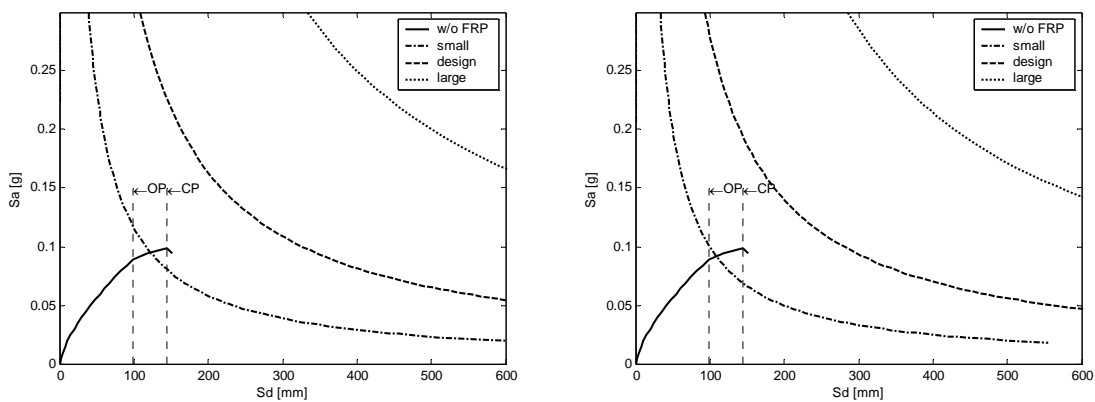 w/o FRP
small
design
large
0.25
0.2
0.15
0.1
0.05
0
Sa [g]
←OP
←CP
0 100 200 300 400 500 600
Sd [mm]
w/o FRP
small
design
large
0.25
0.2
0.15
0.1
0.05
0
Sa [g]
←OP
←CP
0 100 200 300 400 500 600
Sd [mm]